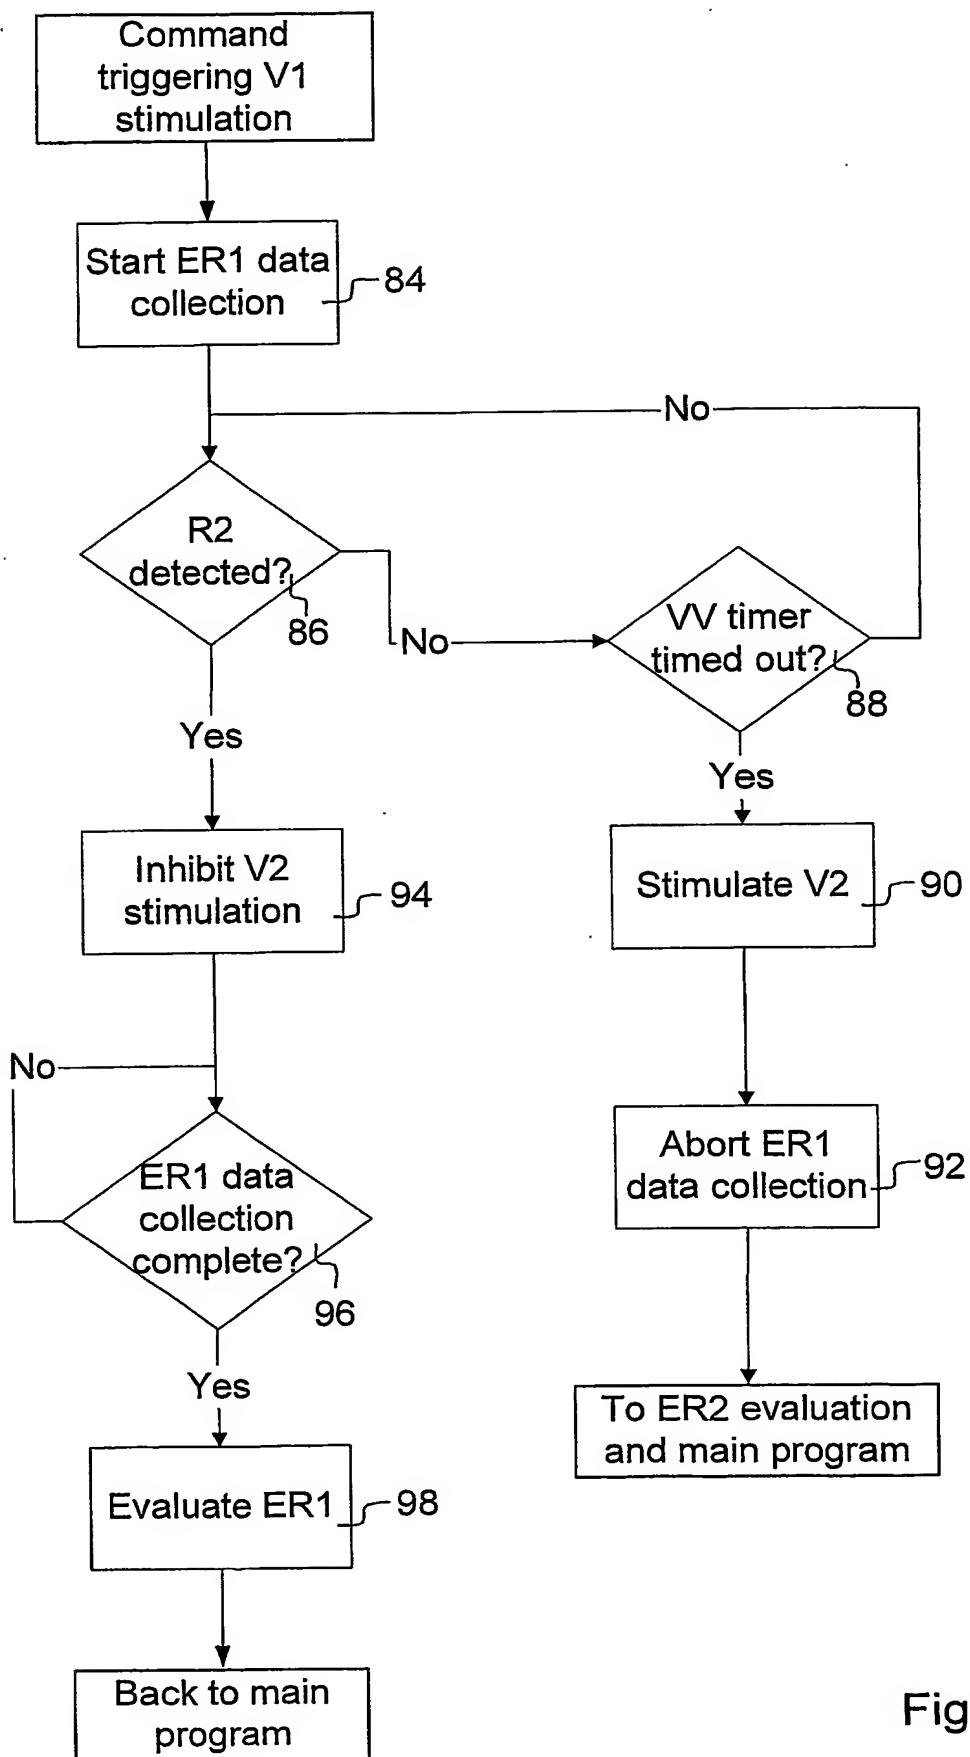 Command
triggering V1
stimulation
Start ER1 data
collection
84
No
R2
detected?
86
No
VV timer
timed out?
88
Yes
Yes
Inhibit V2
stimulation
94
Stimulate V2
90
No
ER1 data
collection
complete?
96
Abort ER1
data collection
92
Yes
To ER2 evaluation
and main program
Evaluate ER1
98
Back to main
program
Fig